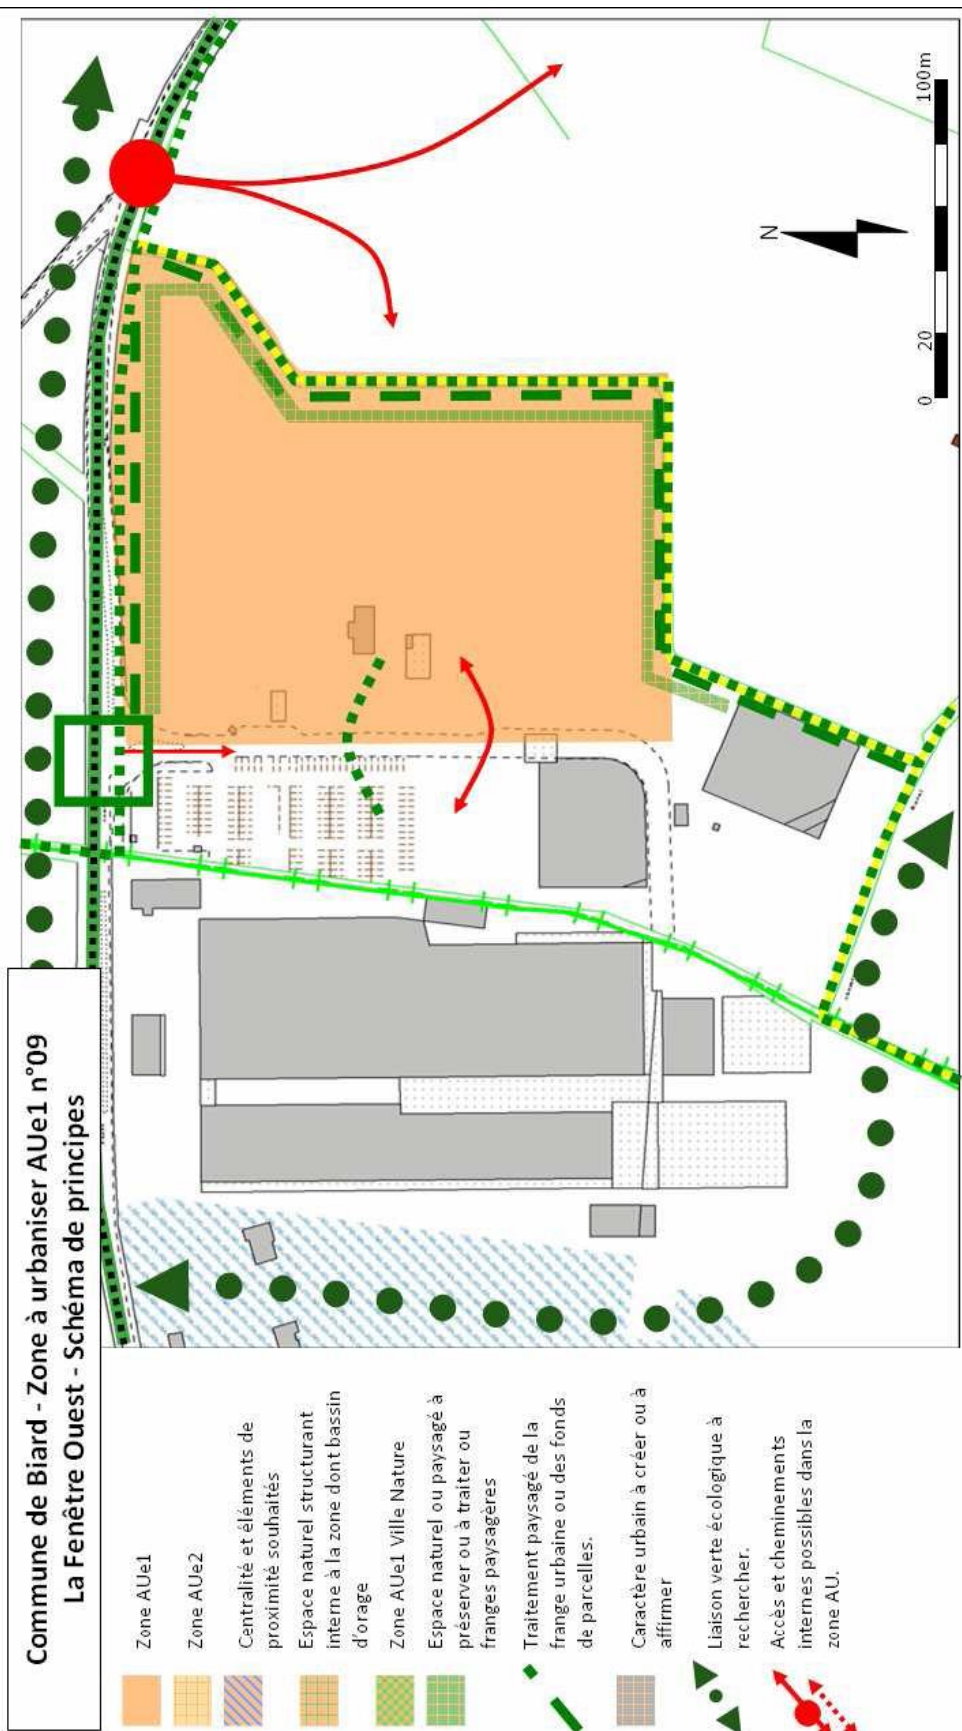 Commune de Biard - Zone à urbaniser AUe1 n°09
La Fenêtre Ouest - Schéma de principes
Zone AUe1
Zone AUe2
Centralité et éléments de
proximité souhaités
Espace naturel structurant
interne à la zone dont bassin
d'orage
Zone AUe1 Ville Nature
Espace naturel ou paysagé à
préserver ou à traiter ou
franges paysagères
Traitement paysagé de la
frange urbaine ou des fonds
de parcelles.
Caractère urbain à créer ou à
affirmer
Liaison verte écologique à
rechercher.
Accès et cheminements
internes possibles dans la
zone AU.
N
0 20 100m